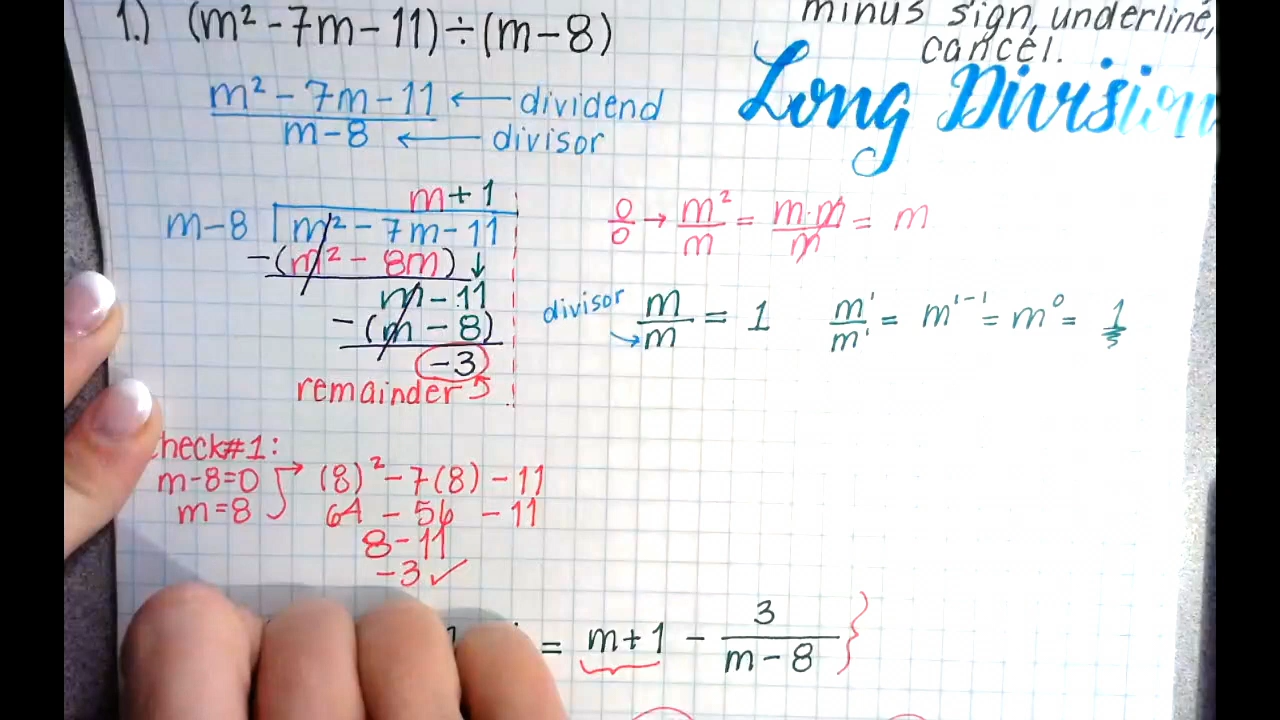 1.) (m² - 7m - 11) ÷ (m - 8)
minus sign, underline,
cancel.
Long Division
m² - 7m - 11 ← dividend
m - 8 ← divisor
m + 1
m - 8 m² - 7m - 11
-(m² - 8m) ↓
m - 11
-(m - 8)
-3
remainder
0/0 → m²/m = m·m/m = m
divisor → m/m = 1 m¹/m¹ = m¹⁻¹ = m⁰ = 1
heck #1:
m - 8 = 0 → (8)² - 7(8) - 11
m = 8 64 - 56 - 11
8 - 11
-3 ✓
= m + 1 - 3/(m - 8)